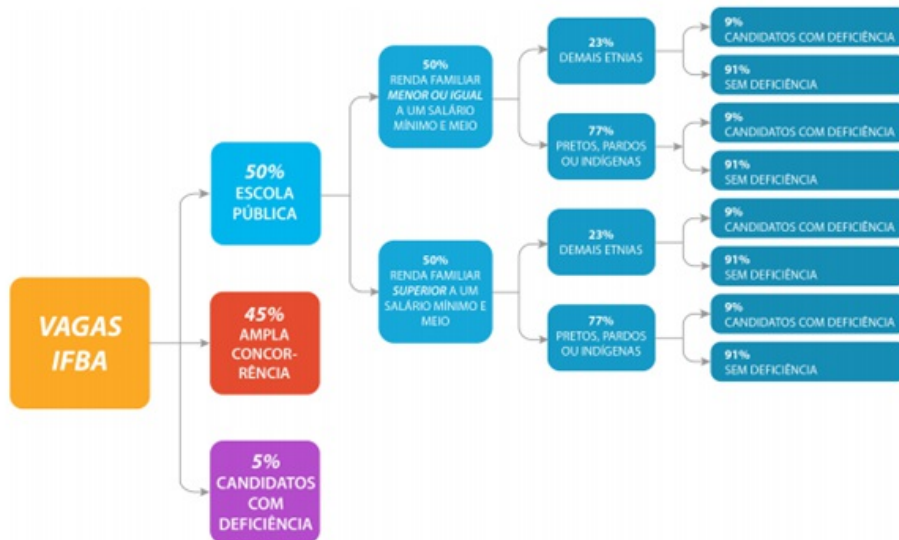 VAGAS
IFBA
50%
ESCOLA
PÚBLICA
45%
AMPLA
CONCOR-
RÊNCIA
5%
CANDIDATOS
COM
DEFICIÊNCIA
50%
RENDA FAMILIAR
MENOR OU IGUAL
A UM SALÁRIO
MÍNIMO E MEIO
50%
RENDA FAMILIAR
SUPERIOR A UM
SALÁRIO MÍNIMO E
MEIO
23%
DEMAIS ETNIAS
77%
PRETOS, PARDOS
OU INDÍGENAS
23%
DEMAIS ETNIAS
77%
PRETOS, PARDOS
OU INDÍGENAS
9%
CANDIDATOS COM DEFICIÊNCIA
91%
SEM DEFICIÊNCIA
9%
CANDIDATOS COM DEFICIÊNCIA
91%
SEM DEFICIÊNCIA
9%
CANDIDATOS COM DEFICIÊNCIA
91%
SEM DEFICIÊNCIA
9%
CANDIDATOS COM DEFICIÊNCIA
91%
SEM DEFICIÊNCIA